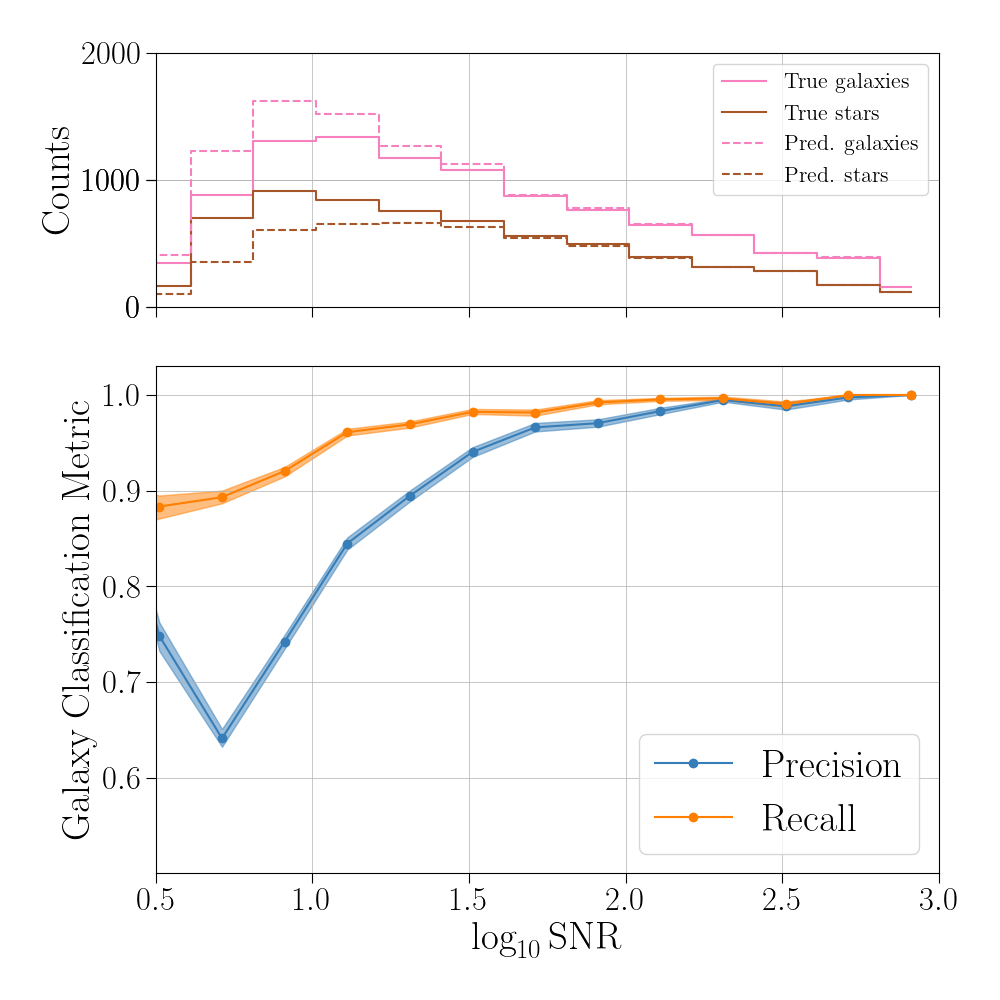 2000
1000
0
Counts
True galaxies
True stars
Pred. galaxies
Pred. stars
1.0
0.9
0.8
0.7
0.6
Galaxy Classification Metric
Precision
Recall
0.5 1.0 1.5 2.0 2.5 3.0
log₁₀ SNR